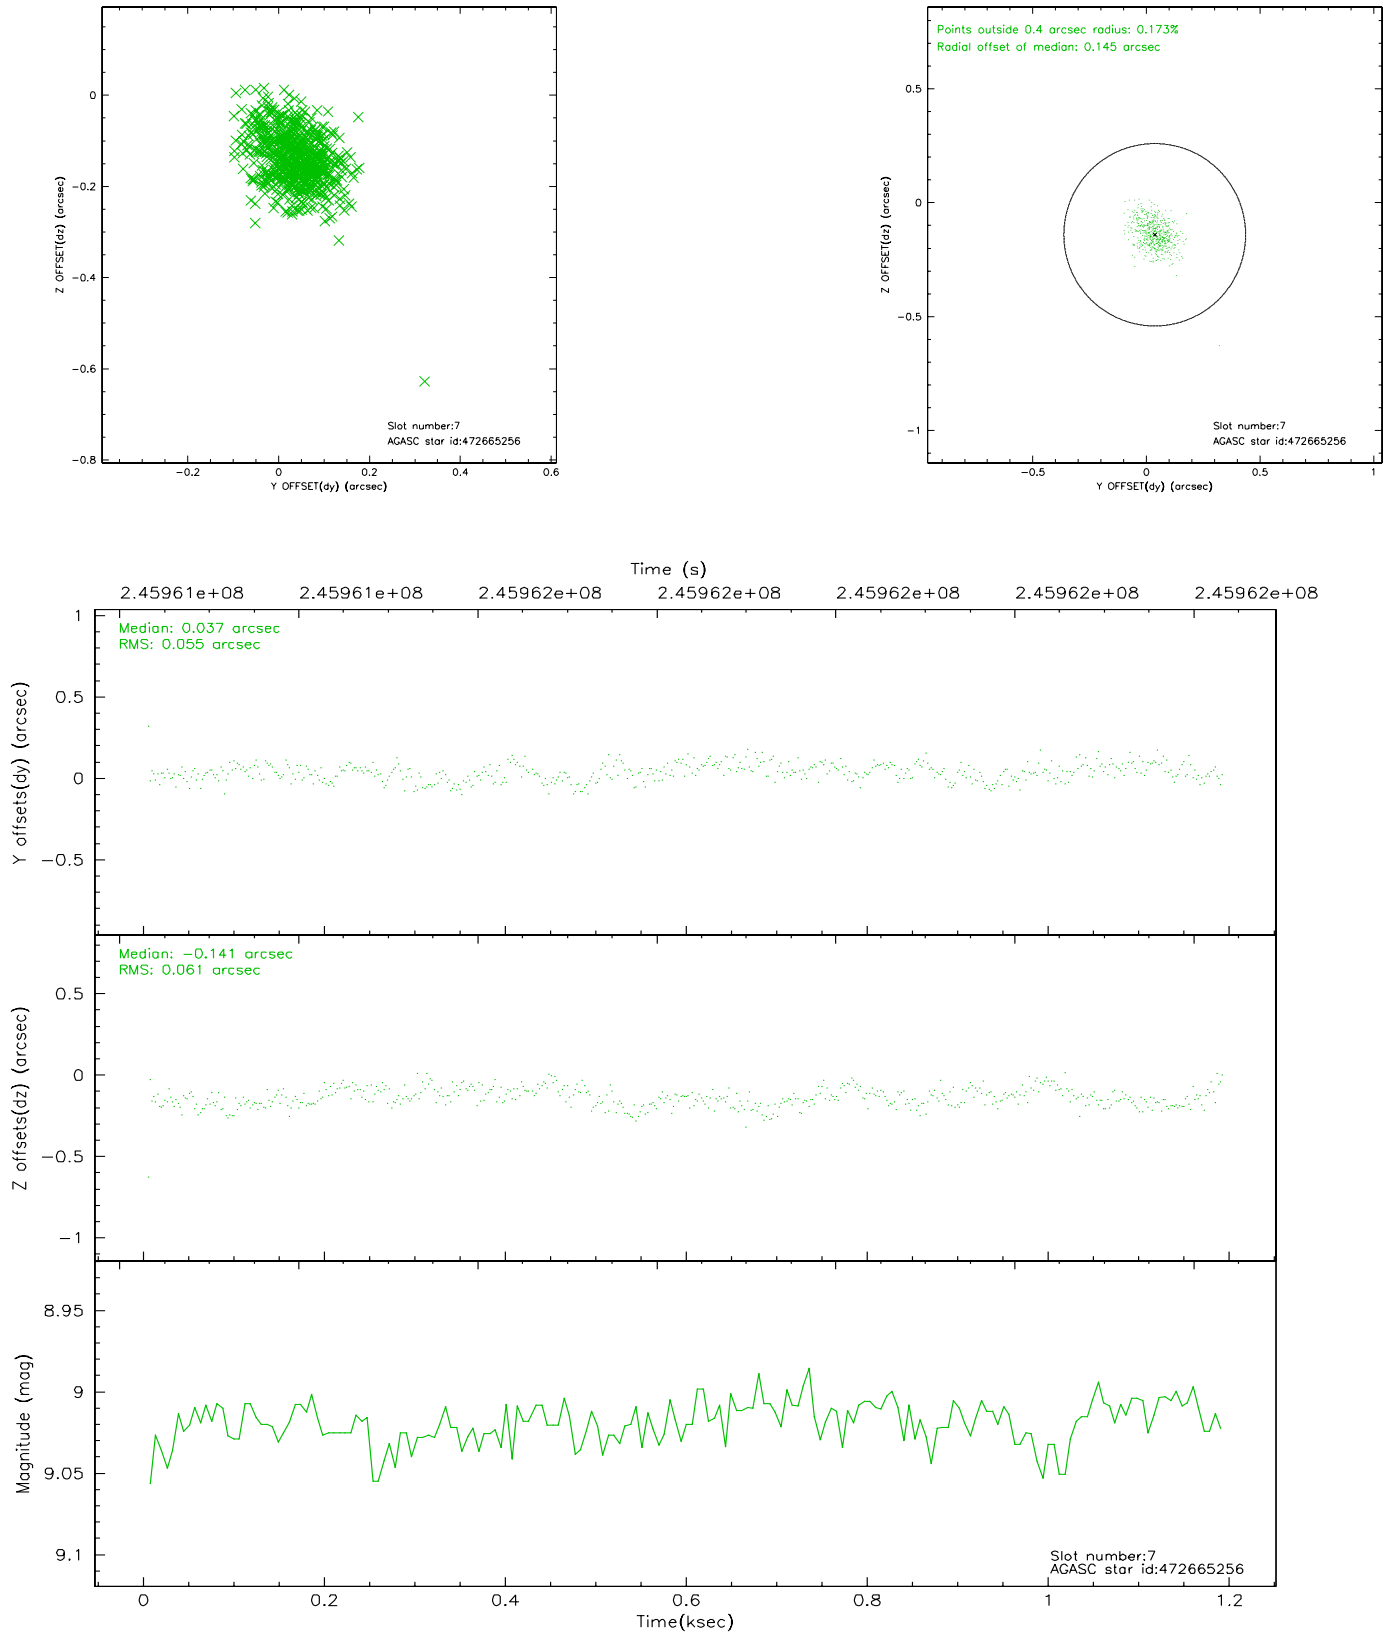 0
−0.2
−0.4
−0.6
−0.8
Z OFFSET(dz) (arcsec)
−0.2 0 0.2 0.4 0.6
Y OFFSET(dy) (arcsec)
Slot number:7
AGASC star id:472665256
Points outside 0.4 arcsec radius: 0.173%
Radial offset of median: 0.145 arcsec
0.5
0
−0.5
−1
Z OFFSET(dz) (arcsec)
−0.5 0 0.5 1
Y OFFSET(dy) (arcsec)
Slot number:7
AGASC star id:472665256
Time (s)
2.45961e+08 2.45961e+08 2.45962e+08 2.45962e+08 2.45962e+08 2.45962e+08 2.45962e+08
Median: 0.037 arcsec
RMS: 0.055 arcsec
1
0.5
0
−0.5
Y offsets(dy) (arcsec)
Median: −0.141 arcsec
RMS: 0.061 arcsec
0.5
0
−0.5
−1
Z offsets(dz) (arcsec)
8.95
9
9.05
9.1
Magnitude (mag)
Slot number:7
AGASC star id:472665256
0 0.2 0.4 0.6 0.8 1 1.2
Time(ksec)